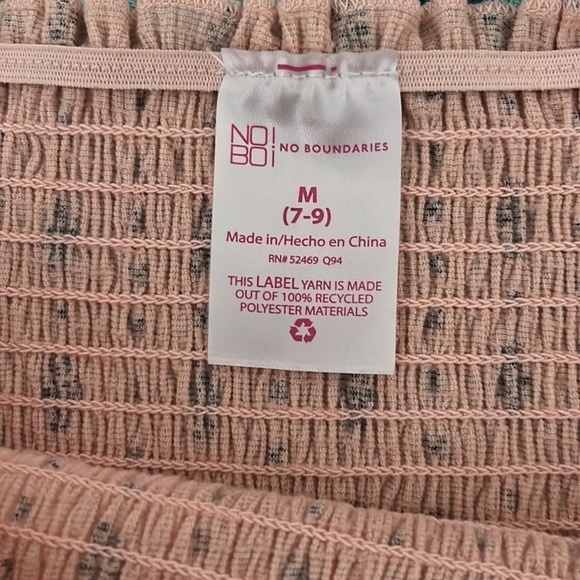 NO!
BO¡ NO BOUNDARIES
M
(7-9)
Made in/Hecho en China
RN# 52469 Q94
THIS LABEL YARN IS MADE
OUT OF 100% RECYCLED
POLYESTER MATERIALS